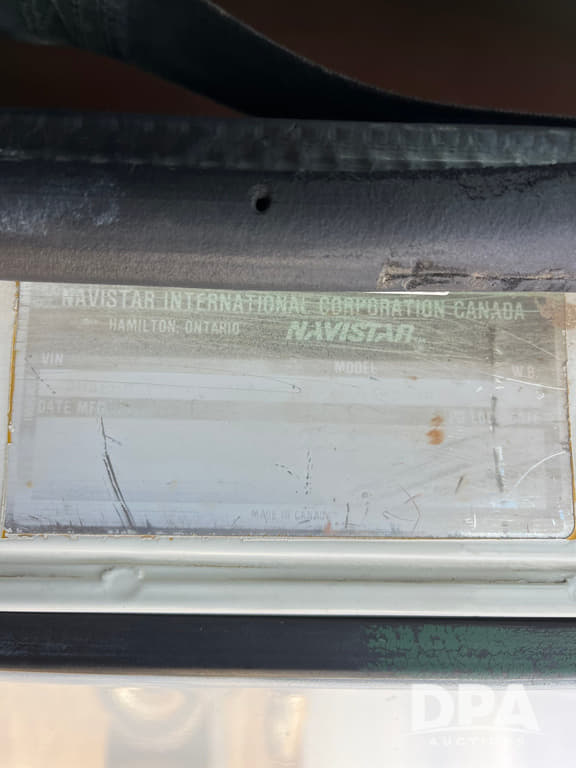 NAVISTAR INTERNATIONAL CORPORATION CANADA
HAMILTON, ONTARIO NAVISTAR
VIN MODEL W.B.
DATE MFG.
MADE IN CANADA
DPA
AUCTIONS